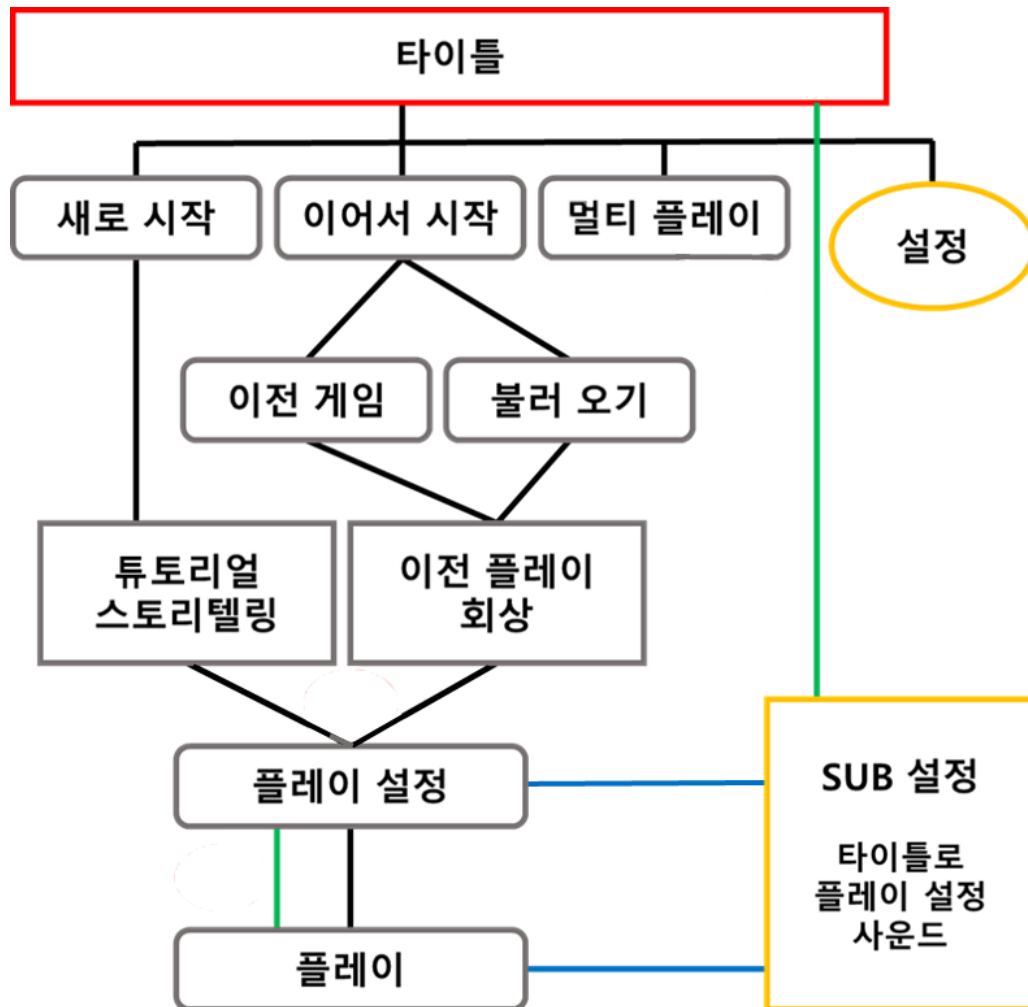 타이틀
새로 시작
이어서 시작
멀티 플레이
설정
이전 게임
불러 오기
튜토리얼
스토리텔링
이전 플레이
회상
플레이 설정
SUB 설정
타이틀로
플레이 설정
사운드
플레이